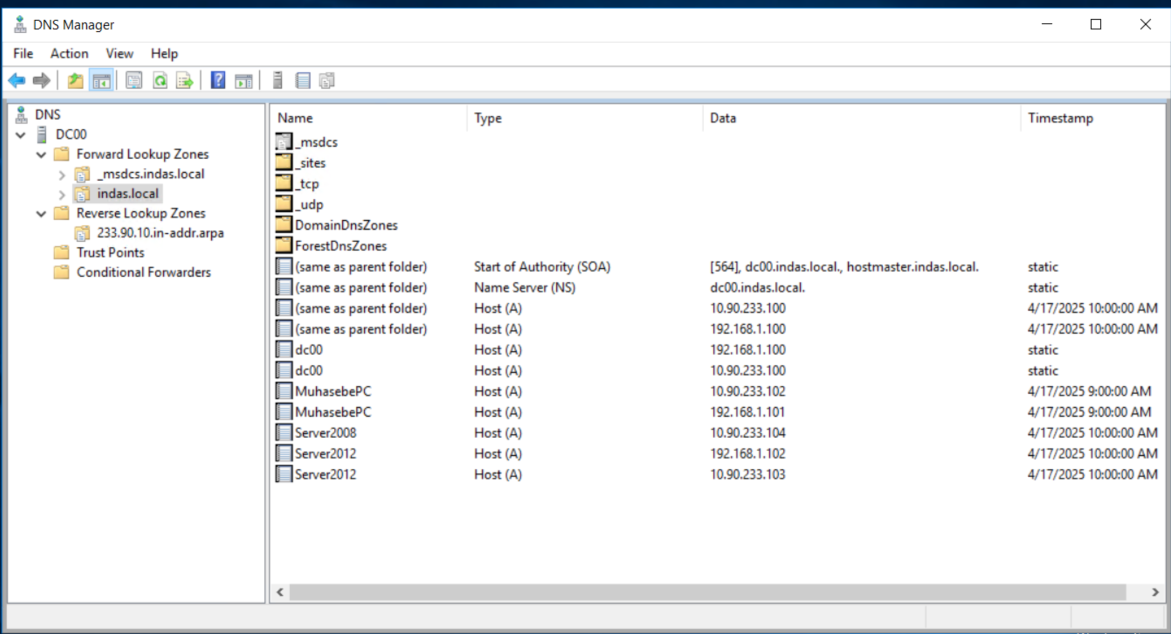 DNS Manager
File Action View Help
DNS
DC00
Forward Lookup Zones
_msdcs.indas.local
indas.local
Reverse Lookup Zones
233.90.10.in-addr.arpa
Trust Points
Conditional Forwarders
Name Type Data Timestamp
_msdcs
_sites
_tcp
_udp
DomainDnsZones
ForestDnsZones
(same as parent folder) Start of Authority (SOA) [564], dc00.indas.local., hostmaster.indas.local. static
(same as parent folder) Name Server (NS) dc00.indas.local. static
(same as parent folder) Host (A) 10.90.233.100 4/17/2025 10:00:00 AM
(same as parent folder) Host (A) 192.168.1.100 4/17/2025 10:00:00 AM
dc00 Host (A) 192.168.1.100 static
dc00 Host (A) 10.90.233.100 static
MuhasebePC Host (A) 10.90.233.102 4/17/2025 9:00:00 AM
MuhasebePC Host (A) 192.168.1.101 4/17/2025 9:00:00 AM
Server2008 Host (A) 10.90.233.104 4/17/2025 10:00:00 AM
Server2012 Host (A) 192.168.1.102 4/17/2025 10:00:00 AM
Server2012 Host (A) 10.90.233.103 4/17/2025 10:00:00 AM